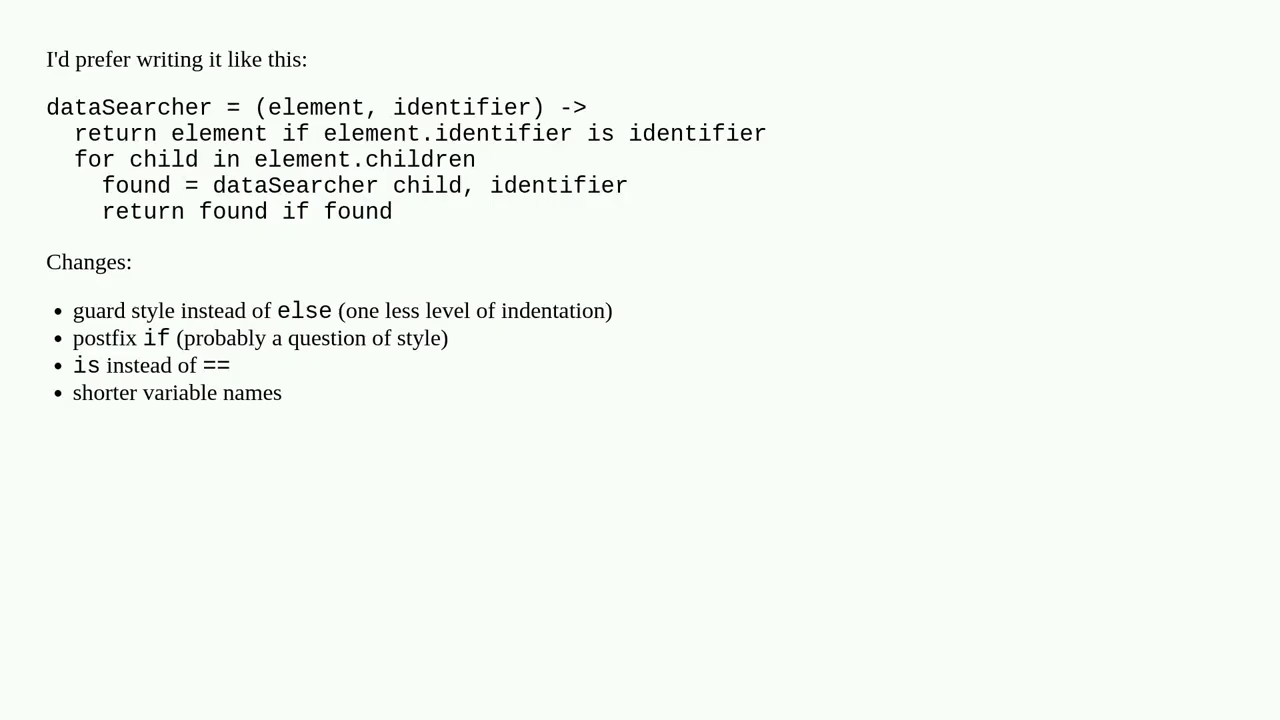 I'd prefer writing it like this:
dataSearcher = (element, identifier) ->
  return element if element.identifier is identifier
  for child in element.children
    found = dataSearcher child, identifier
    return found if found
Changes:
• guard style instead of else (one less level of indentation)
• postfix if (probably a question of style)
• is instead of ==
• shorter variable names